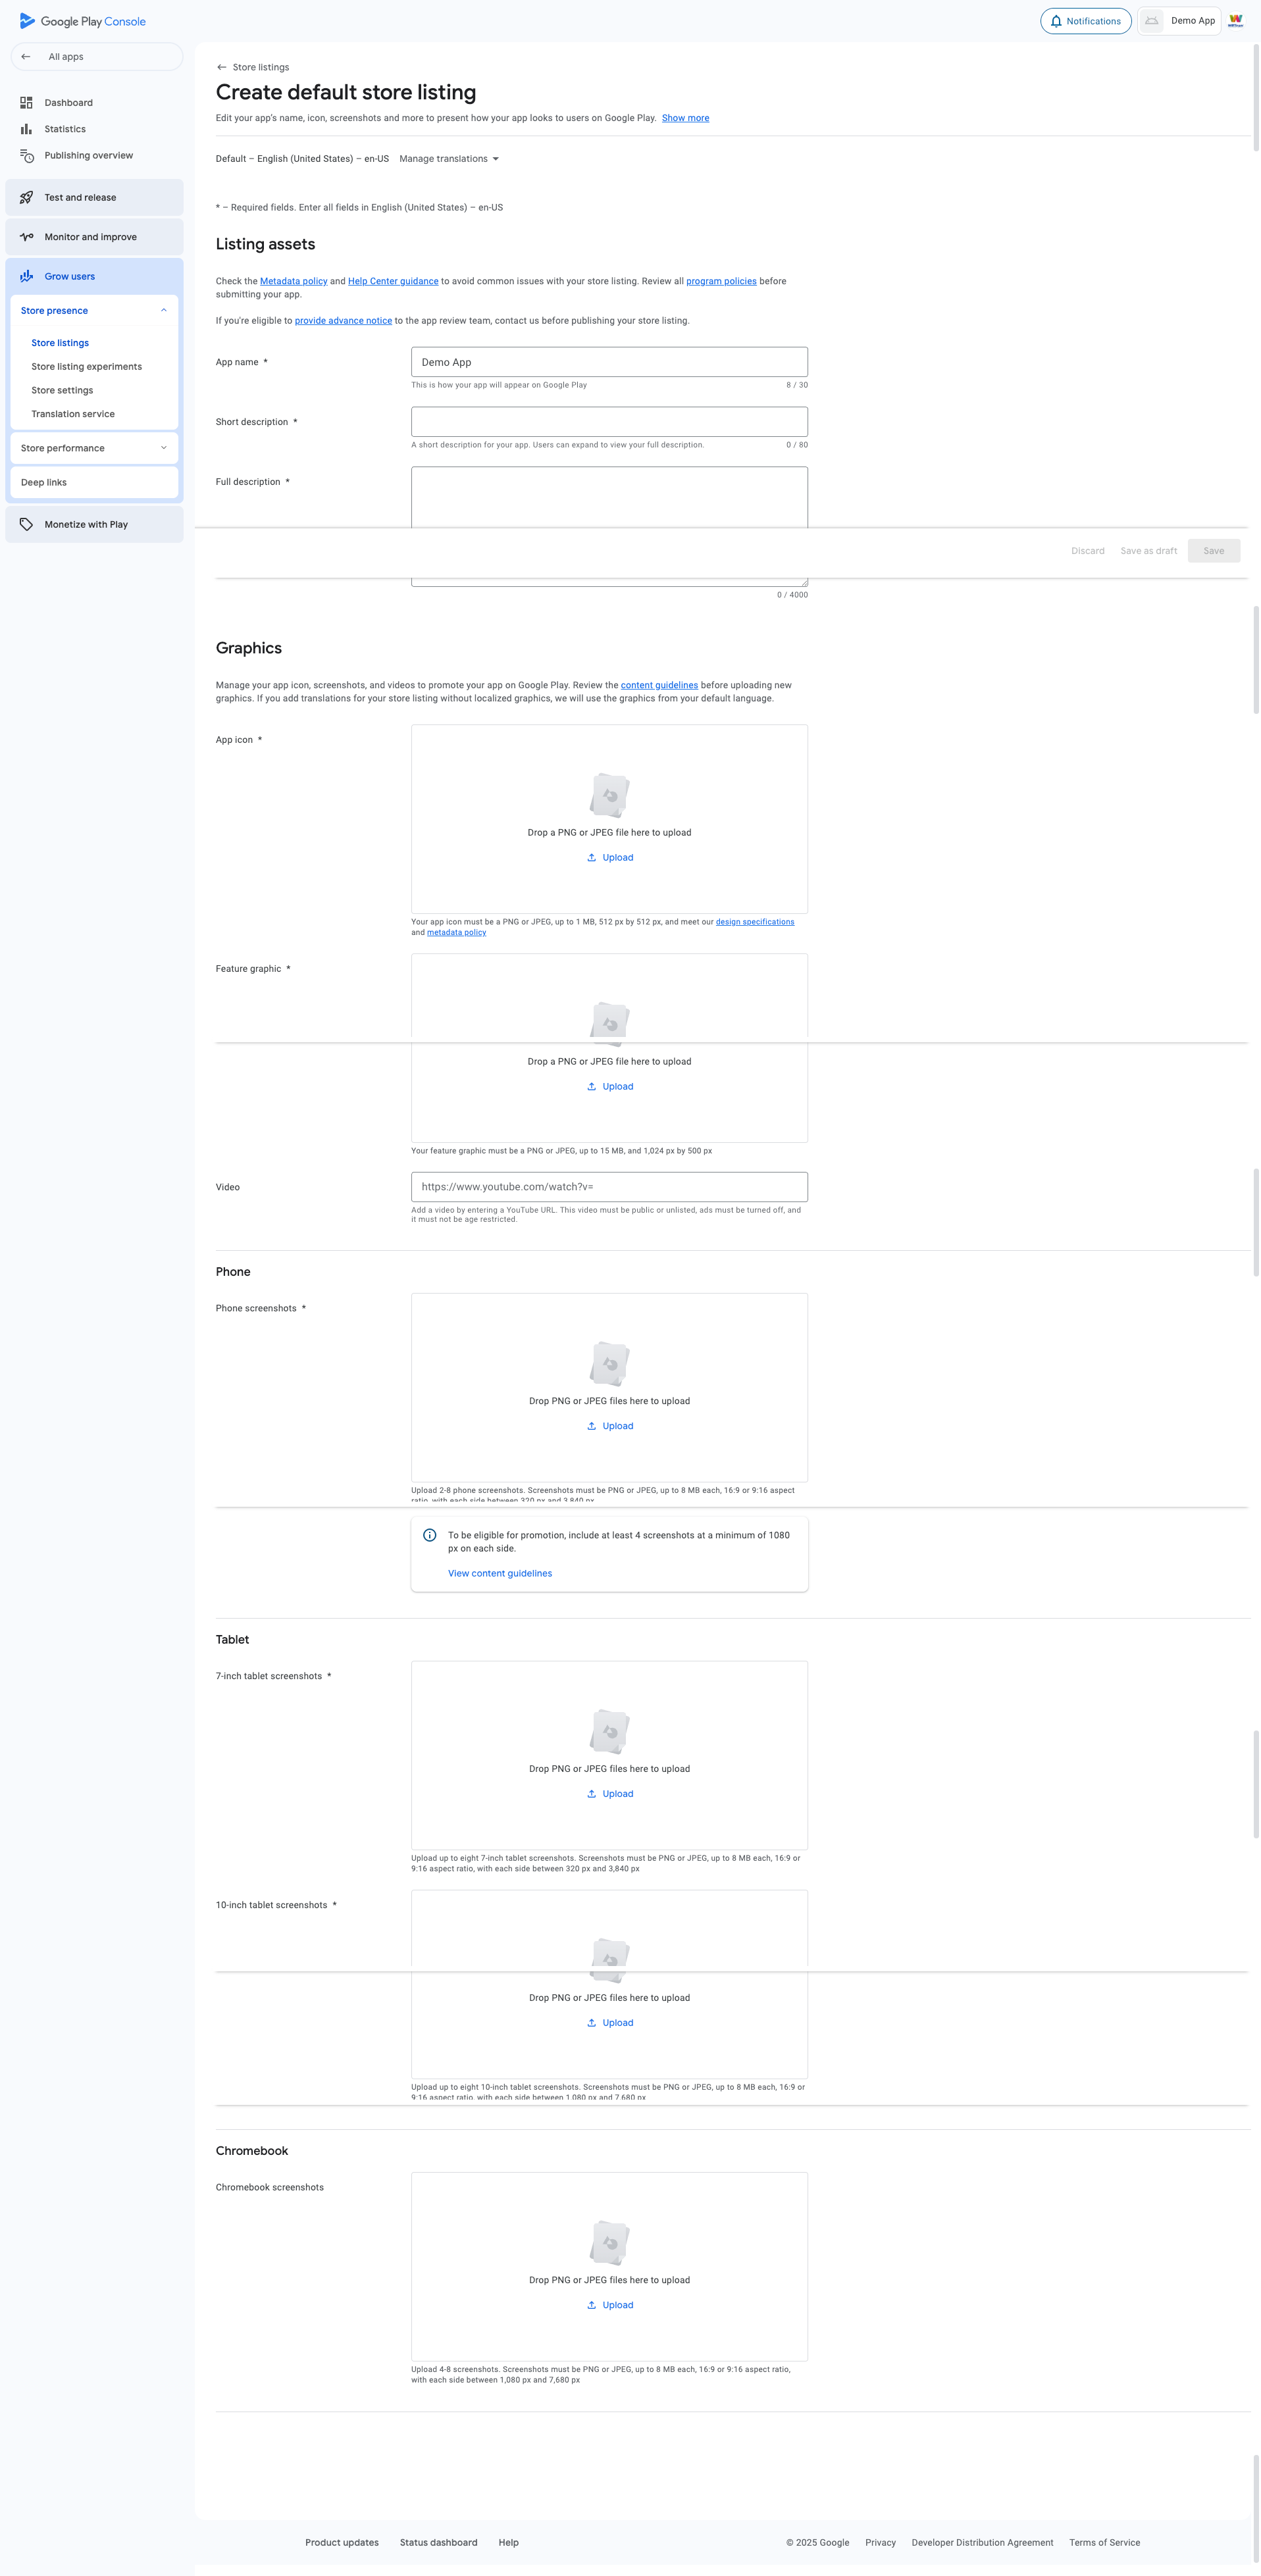 Google Play Console
Notifications
Demo App
All apps
Dashboard
Statistics
Publishing overview
Test and release
Monitor and improve
Grow users
Store presence
Store listings
Store listing experiments
Store settings
Translation service
Store performance
Deep links
Monetize with Play
Store listings
Create default store listing
Edit your app's name, icon, screenshots and more to present how your app looks to users on Google Play. Show more
Default – English (United States) – en-US Manage translations
* – Required fields. Enter all fields in English (United States) – en-US
Listing assets
Check the Metadata policy and Help Center guidance to avoid common issues with your store listing. Review all program policies before
submitting your app.
If you're eligible to provide advance notice to the app review team, contact us before publishing your store listing.
App name *
Demo App
This is how your app will appear on Google Play 8 / 30
Short description *
A short description for your app. Users can expand to view your full description. 0 / 80
Full description *
Discard Save as draft Save
0 / 4000
Graphics
Manage your app icon, screenshots, and videos to promote your app on Google Play. Review the content guidelines before uploading new
graphics. If you add translations for your store listing without localized graphics, we will use the graphics from your default language.
App icon *
Drop a PNG or JPEG file here to upload
Upload
Your app icon must be a PNG or JPEG, up to 1 MB, 512 px by 512 px, and meet our design specifications
and metadata policy
Feature graphic *
Drop a PNG or JPEG file here to upload
Upload
Your feature graphic must be a PNG or JPEG, up to 15 MB, and 1,024 px by 500 px
Video
https://www.youtube.com/watch?v=
Add a video by entering a YouTube URL. This video must be public or unlisted, ads must be turned off, and
it must not be age restricted.
Phone
Phone screenshots *
Drop PNG or JPEG files here to upload
Upload
Upload 2-8 phone screenshots. Screenshots must be PNG or JPEG, up to 8 MB each, 16:9 or 9:16 aspect
ratio, with each side between 320 px and 3,840 px
To be eligible for promotion, include at least 4 screenshots at a minimum of 1080
px on each side.
View content guidelines
Tablet
7-inch tablet screenshots *
Drop PNG or JPEG files here to upload
Upload
Upload up to eight 7-inch tablet screenshots. Screenshots must be PNG or JPEG, up to 8 MB each, 16:9 or
9:16 aspect ratio, with each side between 320 px and 3,840 px
10-inch tablet screenshots *
Drop PNG or JPEG files here to upload
Upload
Upload up to eight 10-inch tablet screenshots. Screenshots must be PNG or JPEG, up to 8 MB each, 16:9 or
9:16 aspect ratio, with each side between 1,080 px and 7,680 px
Chromebook
Chromebook screenshots
Drop PNG or JPEG files here to upload
Upload
Upload 4-8 screenshots. Screenshots must be PNG or JPEG, up to 8 MB each, 16:9 or 9:16 aspect ratio,
with each side between 1,080 px and 7,680 px
Product updates Status dashboard Help © 2025 Google Privacy Developer Distribution Agreement Terms of Service